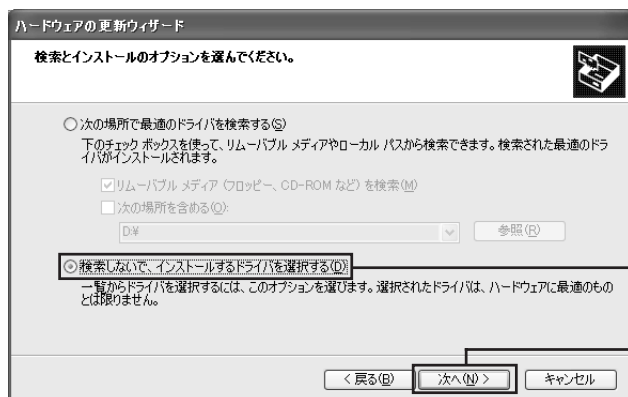 ハードウェアの更新ウィザード
検索とインストールのオプションを選んでください。
次の場所で最適のドライバを検索する(S)
下のチェック ボックスを使って、リムーバブル メディアやローカル パスから検索できます。検索された最適のドラ
イバがインストールされます。
リムーバブル メディア (フロッピー、CD-ROM など) を検索(M)
次の場所を含める(O):
D:¥
参照(R)
検索しないで、インストールするドライバを選択する(D)
一覧からドライバを選択するには、このオプションを選びます。選択されたドライバは、ハードウェアに最適のもの
とは限りません。
< 戻る(B)
次へ(N) >
キャンセル